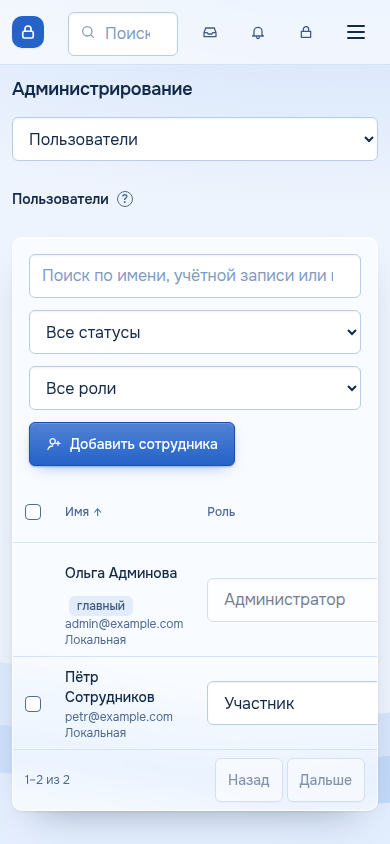 Поиск
Администрирование
Пользователи
Пользователи ?
Поиск по имени, учётной записи или
Все статусы
Все роли
Добавить сотрудника
Имя ↑ Роль
Ольга Админова
главный
admin@example.com
Локальная
Администратор
Пётр
Сотрудников
petr@example.com
Локальная
Участник
1–2 из 2 Назад Дальше